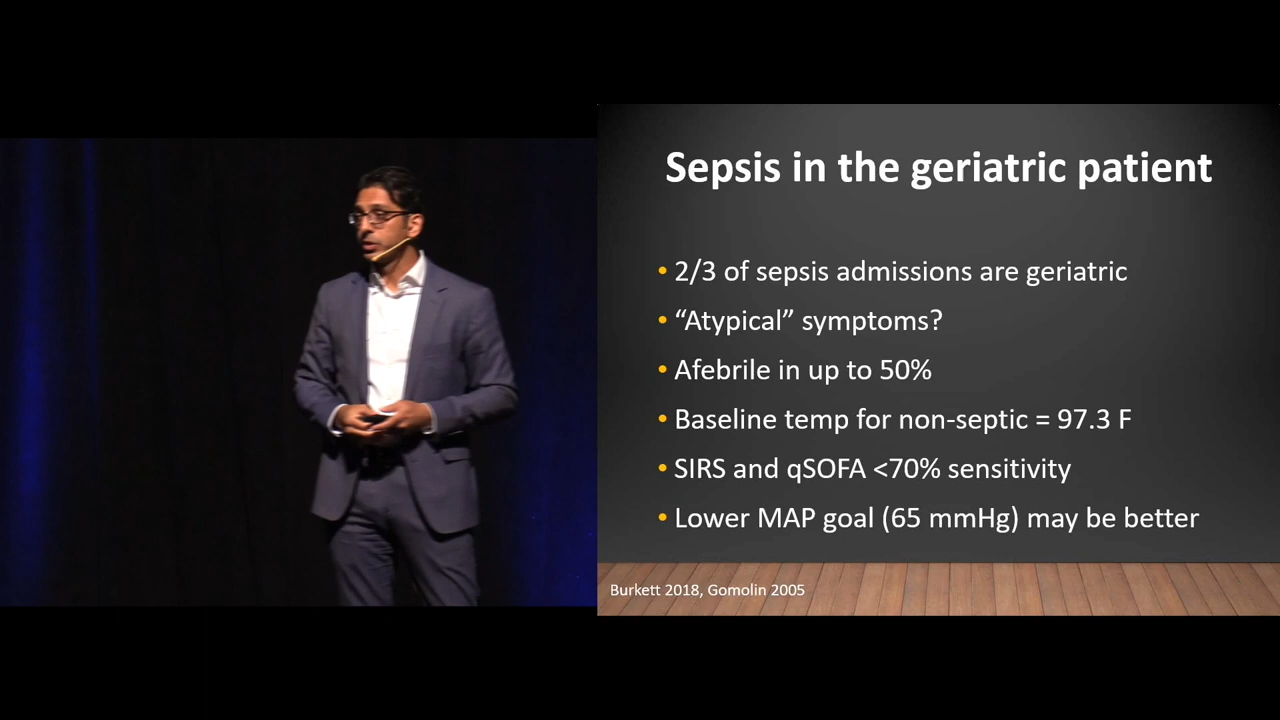 Sepsis in the geriatric patient
• 2/3 of sepsis admissions are geriatric
• “Atypical” symptoms?
• Afebrile in up to 50%
• Baseline temp for non-septic = 97.3 F
• SIRS and qSOFA <70% sensitivity
• Lower MAP goal (65 mmHg) may be better
Burkett 2018, Gomolin 2005